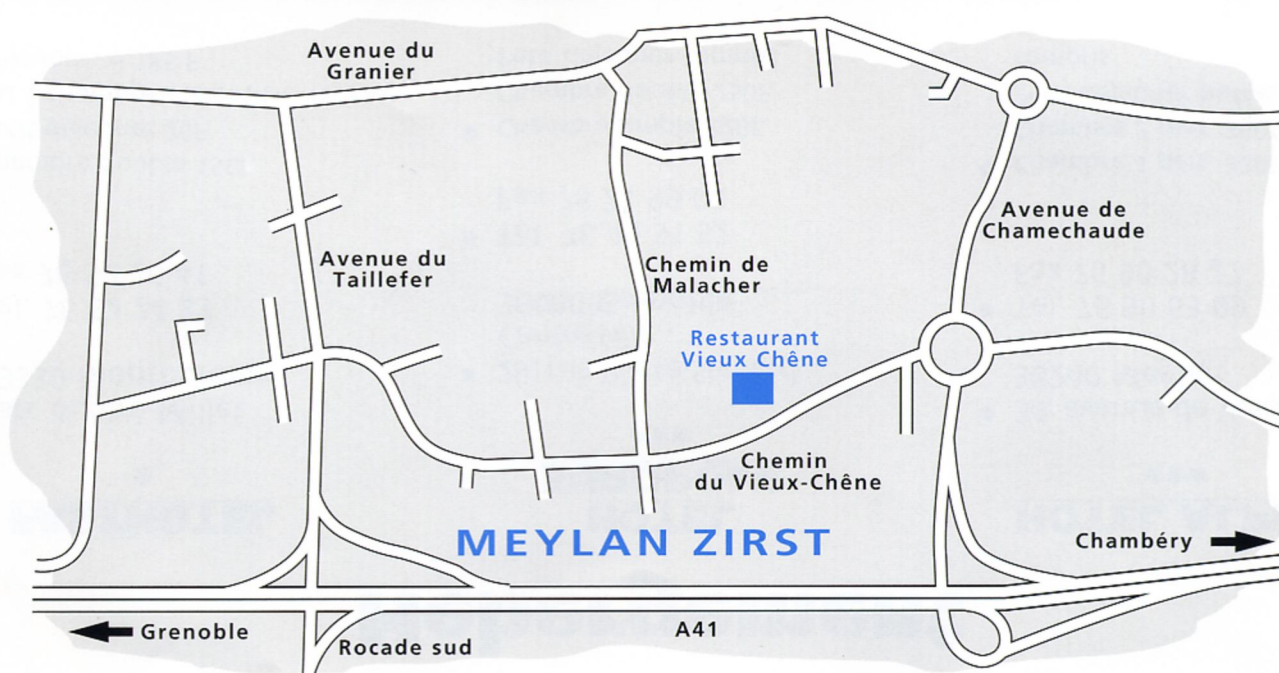 Avenue du
Granier
Avenue de
Chamechaude
Avenue du
Taillefer
Chemin de
Malacher
Restaurant
Vieux Chêne
Chemin
du Vieux-Chêne
MEYLAN ZIRST
Chambéry
Grenoble
A41
Rocade sud